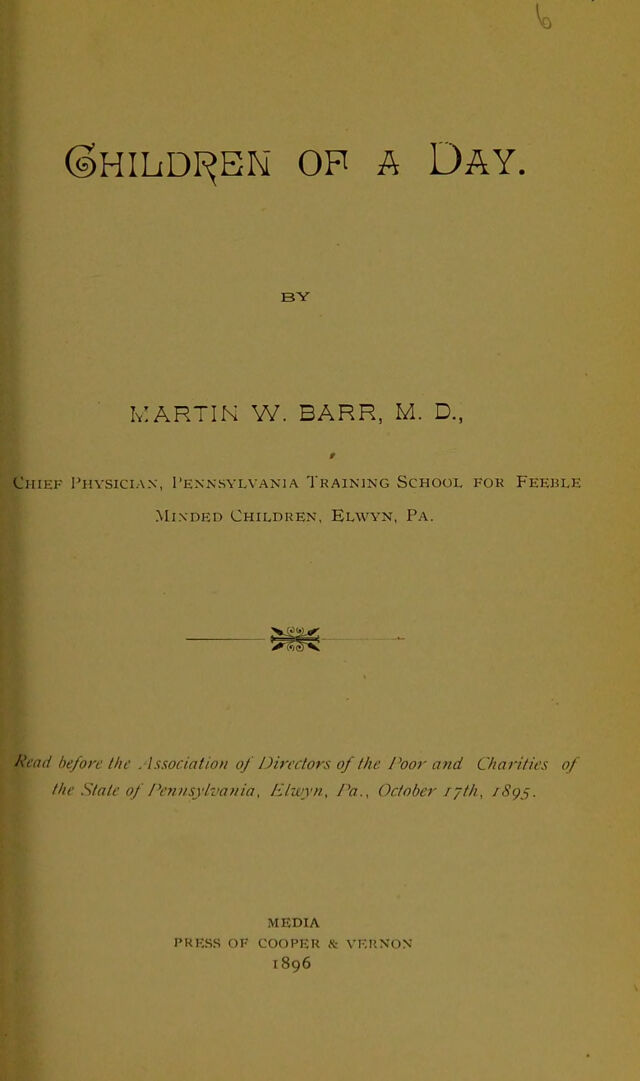 6
Children of a Day.
BY
MARTIN W. BARR, M. D.,
Chief Physician, Pennsylvania Training School for Feeble
Minded Children, Elwyn, Pa.
Read before the Association of Directors of the Poor and Charities of
the State of Pennsylvania, Elwyn, Pa., October 17th, 1895.
MEDIA
PRESS OF COOPER & VERNON
1896